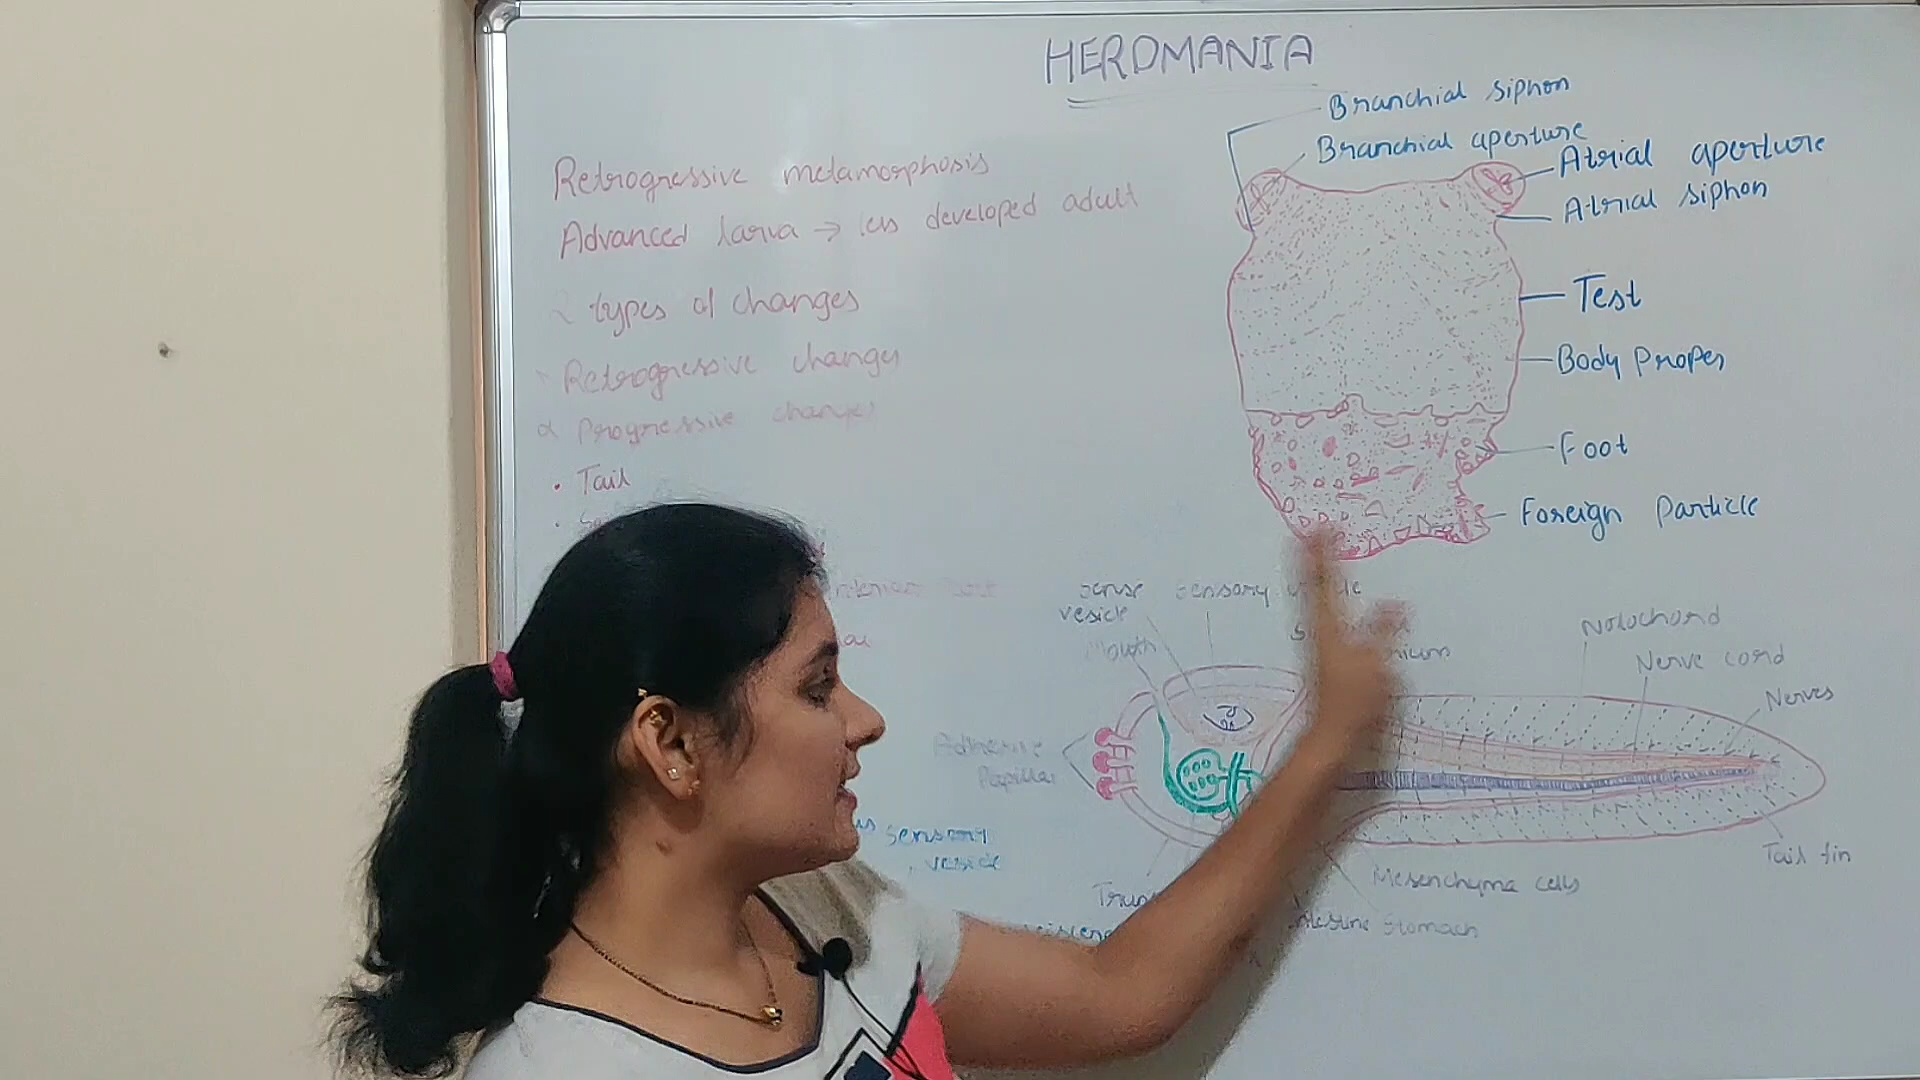 HERDMANIA
Retrogressive metamorphosis
Advanced larva → less developed adult
2 types of changes
Retrogressive changes
Progressive changes
• Tail
Branchial siphon
Branchial aperture
Atrial aperture
Atrial siphon
Test
Body proper
Foot
Foreign Particle
Sense vesicle
Sensory
Mouth
Notochord
Nerve cord
Nerves
Adhesive
Papillae
sensory
vesicle
Tail fin
Mesenchyma cells
Stomach